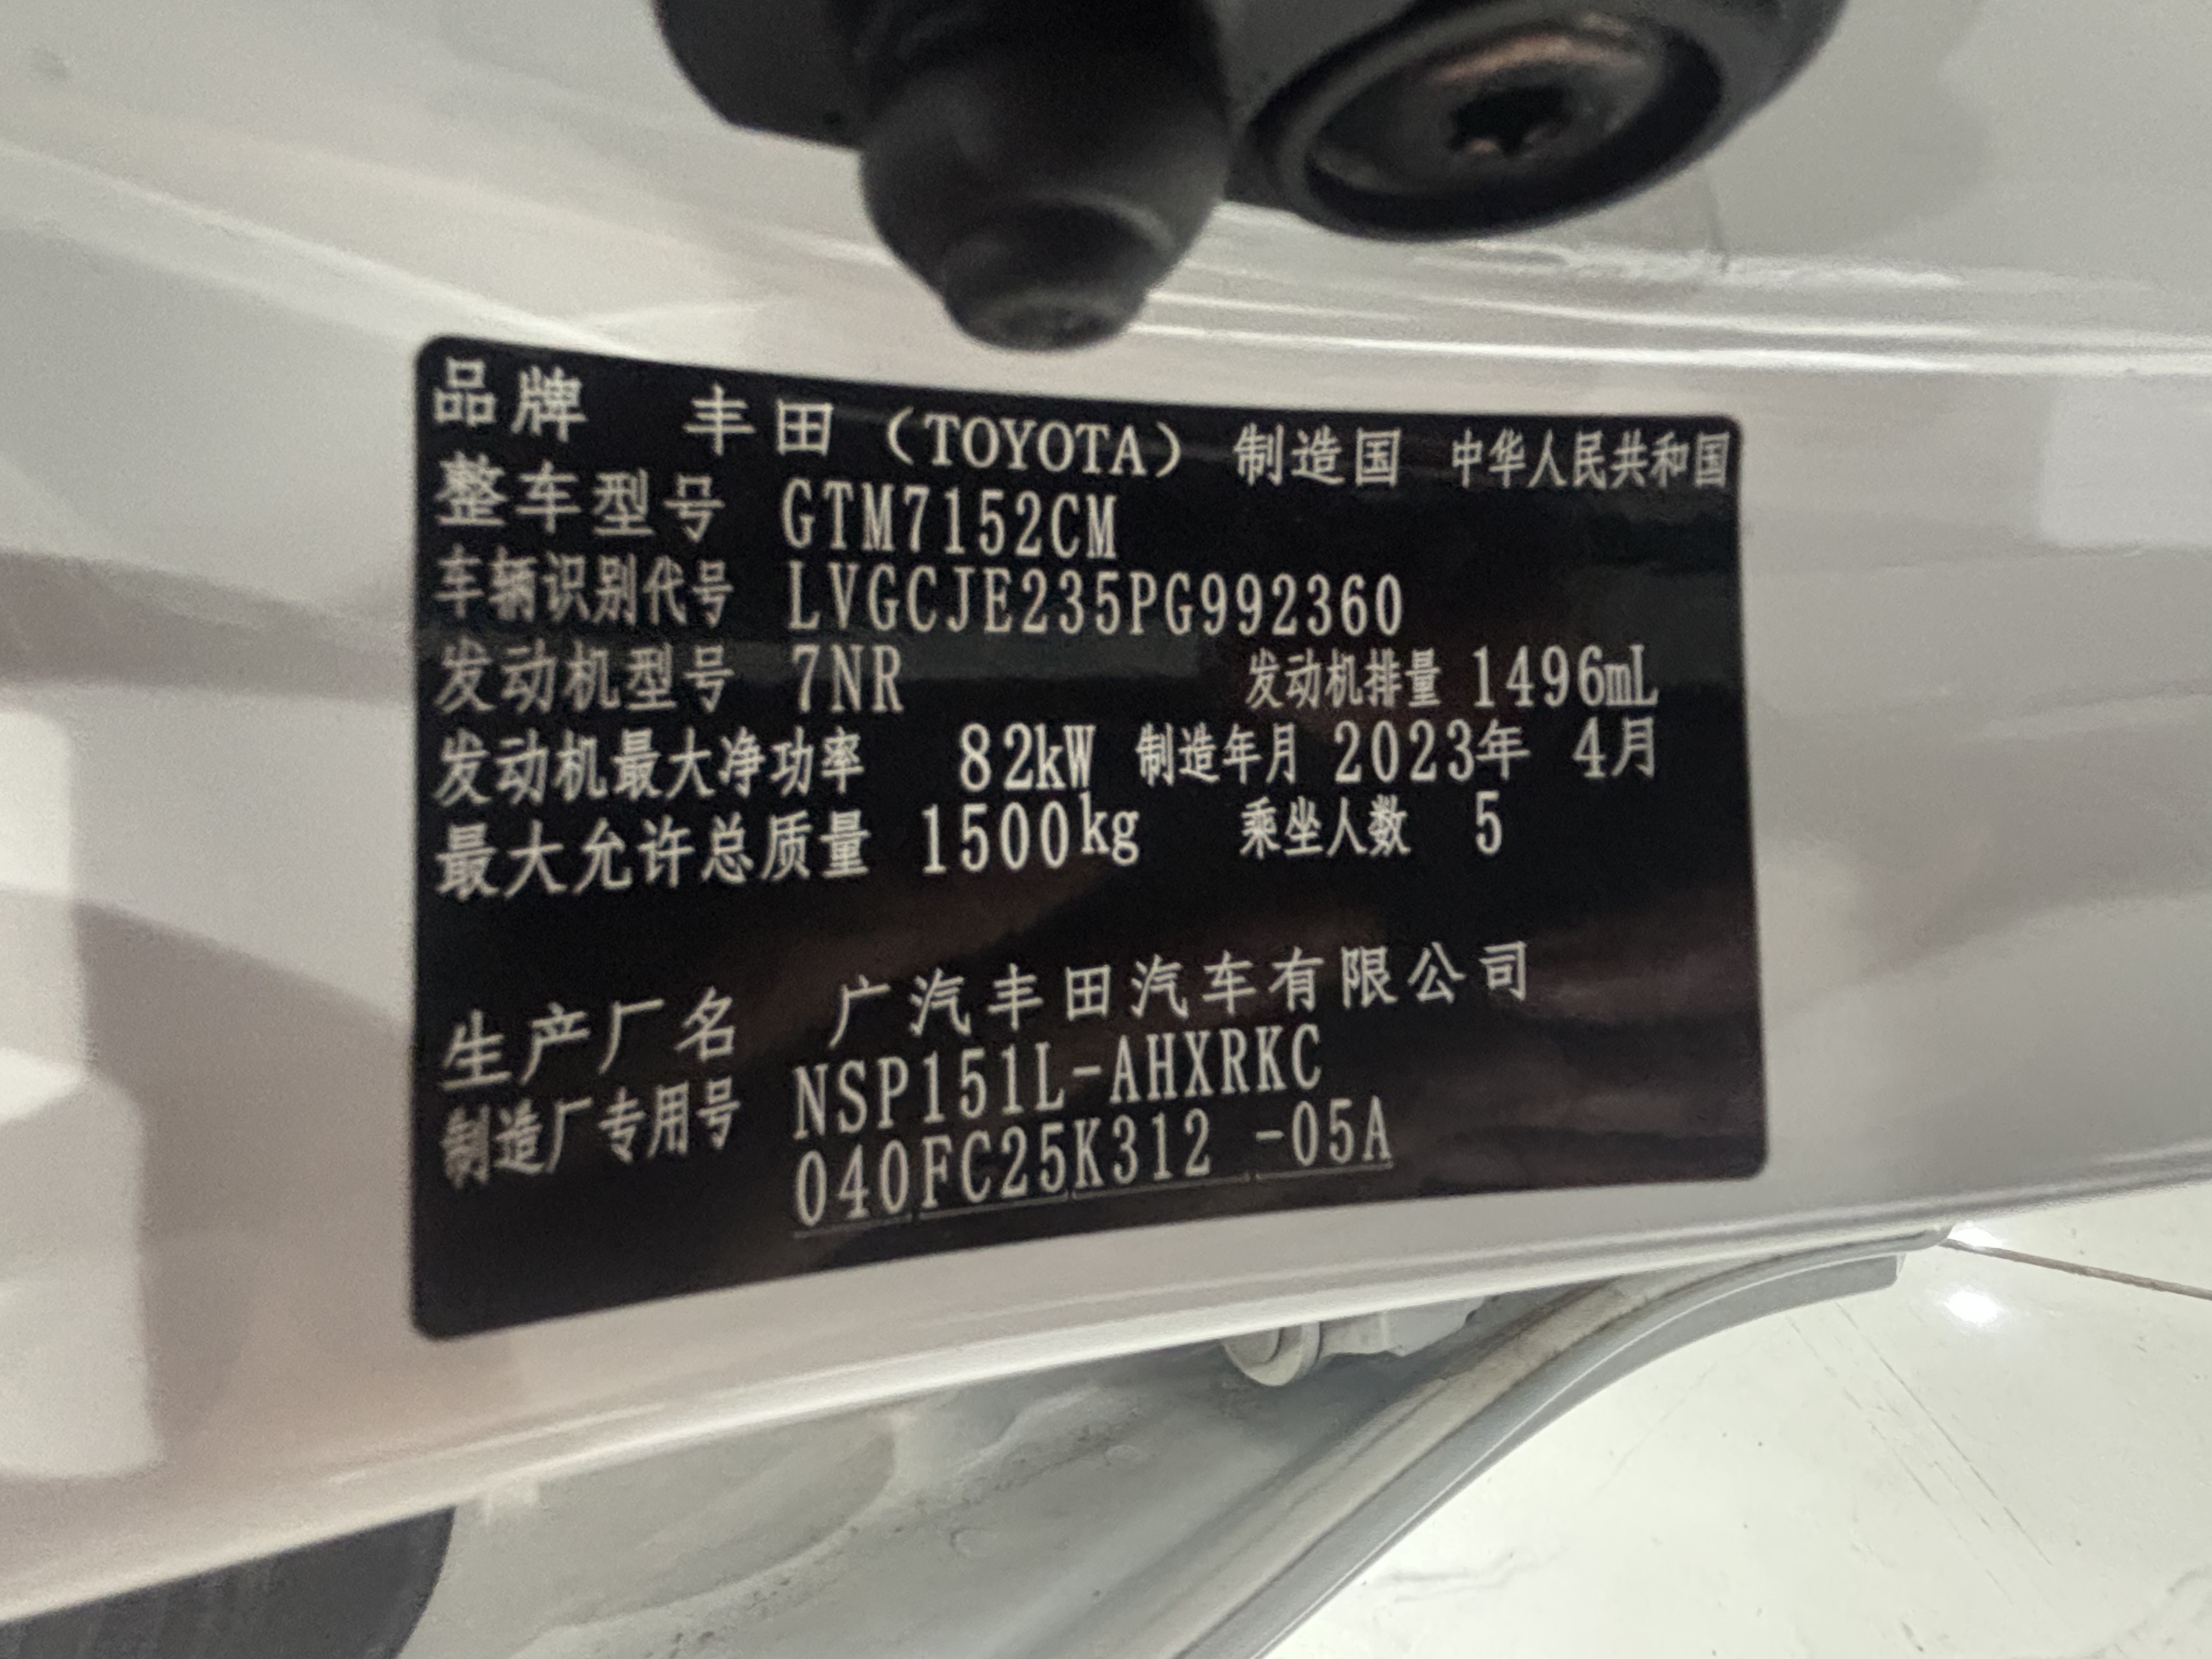 品牌 丰田（TOYOTA） 制造国 中华人民共和国
整车型号 GTM7152CM
车辆识别代号 LVGCJE235PG992360
发动机型号 7NR 发动机排量 1496mL
发动机最大净功率 82kW 制造年月 2023年 4月
最大允许总质量 1500kg 乘坐人数 5
生产厂名 广汽丰田汽车有限公司
制造厂专用号 NSP151L-AHXRKC
040FC25K312 -05A